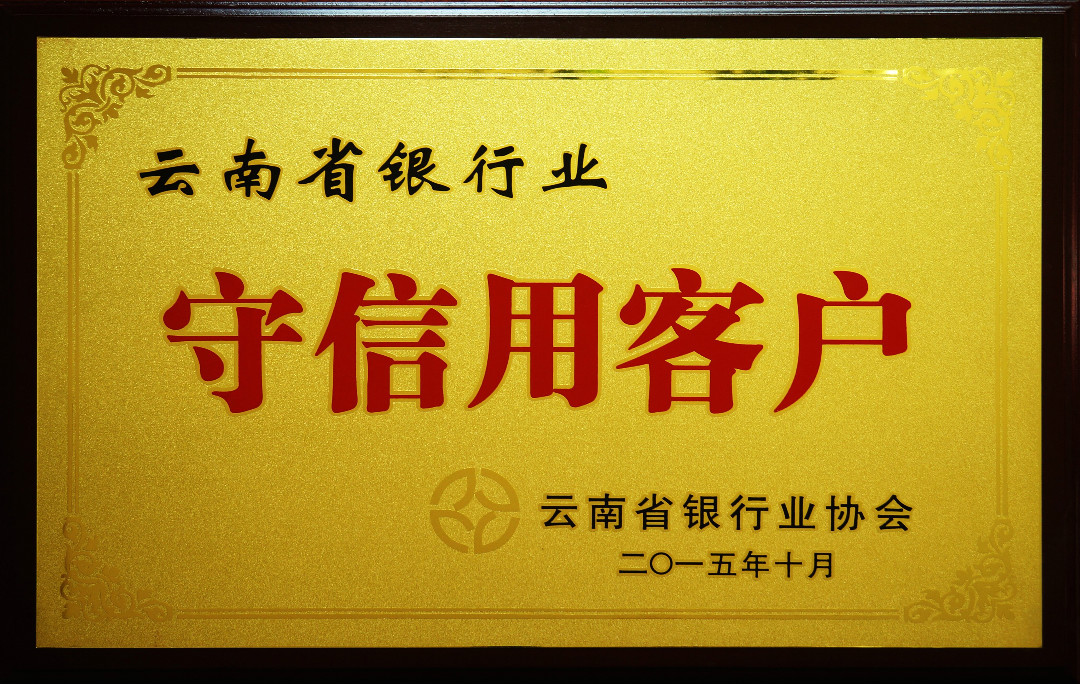 云南省银行业
守信用客户
云南省银行业协会
二〇一五年十月